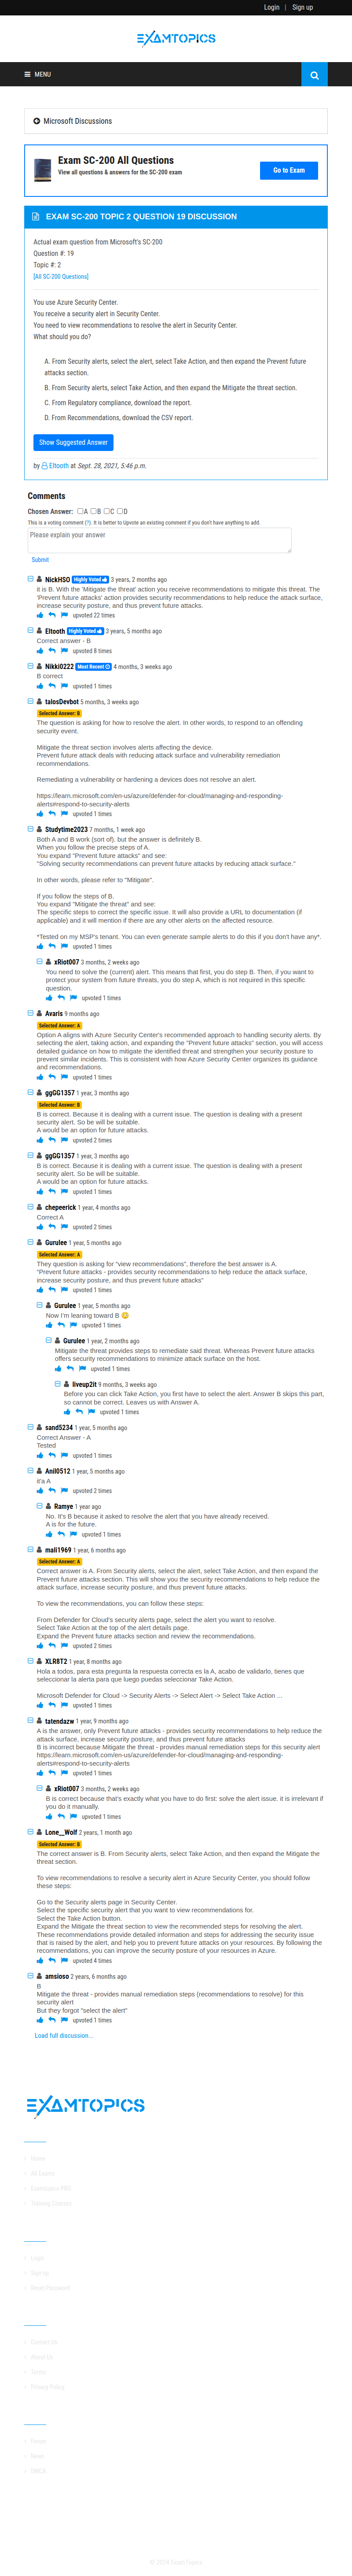 Login | Sign up
EXAMTOPICS
MENU
Microsoft Discussions
Exam SC-200 All Questions
View all questions & answers for the SC-200 exam
Go to Exam
EXAM SC-200 TOPIC 2 QUESTION 19 DISCUSSION
Actual exam question from Microsoft's SC-200
Question #: 19
Topic #: 2
[All SC-200 Questions]
You use Azure Security Center.
You receive a security alert in Security Center.
You need to view recommendations to resolve the alert in Security Center.
What should you do?
A. From Security alerts, select the alert, select Take Action, and then expand the Prevent future
attacks section.
B. From Security alerts, select Take Action, and then expand the Mitigate the threat section.
C. From Regulatory compliance, download the report.
D. From Recommendations, download the CSV report.
Show Suggested Answer
by Eltooth at Sept. 28, 2021, 5:46 p.m.
Comments
Chosen Answer: A B C D
This is a voting comment (?). It is better to Upvote an existing comment if you don't have anything to add.
Please explain your answer
Submit
NickHSO Highly Voted 3 years, 2 months ago
it is B. With the 'Mitigate the threat' action you receive recommendations to mitigate this threat. The
'Prevent future attacks' action provides security recommendations to help reduce the attack surface,
increase security posture, and thus prevent future attacks.
upvoted 22 times
Eltooth Highly Voted 3 years, 5 months ago
Correct answer - B
upvoted 8 times
Nikki0222 Most Recent 4 months, 3 weeks ago
B correct
upvoted 1 times
talosDevbot 5 months, 3 weeks ago
Selected Answer: B
The question is asking for how to resolve the alert. In other words, to respond to an offending
security event.
Mitigate the threat section involves alerts affecting the device.
Prevent future attack deals with reducing attack surface and vulnerability remediation
recommendations.
Remediating a vulnerability or hardening a devices does not resolve an alert.
https://learn.microsoft.com/en-us/azure/defender-for-cloud/managing-and-responding-
alerts#respond-to-security-alerts
upvoted 1 times
Studytime2023 7 months, 1 week ago
Both A and B work (sort of). but the answer is definitely B.
When you follow the precise steps of A.
You expand "Prevent future attacks" and see:
"Solving security recommendations can prevent future attacks by reducing attack surface."
In other words, please refer to "Mitigate".
If you follow the steps of B.
You expand "Mitigate the threat" and see:
The specific steps to correct the specific issue. It will also provide a URL to documentation (if
applicable) and it will mention if there are any other alerts on the affected resource.
*Tested on my MSP's tenant. You can even generate sample alerts to do this if you don't have any*.
upvoted 1 times
xRiot007 3 months, 2 weeks ago
You need to solve the (current) alert. This means that first, you do step B. Then, if you want to
protect your system from future threats, you do step A, which is not required in this specific
question.
upvoted 1 times
Avaris 9 months ago
Selected Answer: A
Option A aligns with Azure Security Center's recommended approach to handling security alerts. By
selecting the alert, taking action, and expanding the "Prevent future attacks" section, you will access
detailed guidance on how to mitigate the identified threat and strengthen your security posture to
prevent similar incidents. This is consistent with how Azure Security Center organizes its guidance
and recommendations.
upvoted 1 times
ggGG1357 1 year, 3 months ago
Selected Answer: B
B is correct. Because it is dealing with a current issue. The question is dealing with a present
security alert. So be will be suitable.
A would be an option for future attacks.
upvoted 2 times
ggGG1357 1 year, 3 months ago
B is correct. Because it is dealing with a current issue. The question is dealing with a present
security alert. So be will be suitable.
A would be an option for future attacks.
upvoted 1 times
chepeerick 1 year, 4 months ago
Correct A
upvoted 2 times
Gurulee 1 year, 5 months ago
Selected Answer: A
They question is asking for "view recommendations", therefore the best answer is A.
"Prevent future attacks - povides security recommendations to help reduce the attack surface,
increase security posture, and thus prevent future attacks"
upvoted 1 times
Gurulee 1 year, 5 months ago
Now I'm leaning toward B 😳
upvoted 1 times
Gurulee 1 year, 2 months ago
Mitigate the threat provides steps to remediate said threat. Whereas Prevent future attacks
offers security recommendations to minimize attack surface on the host.
upvoted 1 times
liveup2it 9 months, 3 weeks ago
Before you can click Take Action, you first have to select the alert. Answer B skips this part,
so cannot be correct. Leaves us with Answer A.
upvoted 1 times
sand5234 1 year, 5 months ago
Correct Answer - A
Tested
upvoted 1 times
Anil0512 1 year, 5 months ago
it'a A
upvoted 2 times
Ramye 1 year ago
No. It's B because it asked to resolve the alert that you have already received.
A is for the future.
upvoted 1 times
mali1969 1 year, 6 months ago
Selected Answer: A
Correct answer is A. From Security alerts, select the alert, select Take Action, and then expand the
Prevent future attacks section. This will show you the security recommendations to help reduce the
attack surface, increase security posture, and thus prevent future attacks.
To view the recommendations, you can follow these steps:
From Defender for Cloud's security alerts page, select the alert you want to resolve.
Select Take Action at the top of the alert details page.
Expand the Prevent future attacks section and review the recommendations.
upvoted 2 times
XLR8T2 1 year, 8 months ago
Hola a todos, para esta pregunta la respuesta correcta es la A, acabo de validarlo, tienes que
seleccionar la alerta para que luego puedas seleccionar Take Action.
Microsoft Defender for Cloud -> Security Alerts -> Select Alert -> Select Take Action ...
upvoted 1 times
tatendazw 1 year, 9 months ago
A is the answer, only Prevent future attacks - provides security recommendations to help reduce the
attack surface, increase security posture, and thus prevent future attacks
B is incorrect because Mitigate the threat - provides manual remediation steps for this security alert
https://learn.microsoft.com/en-us/azure/defender-for-cloud/managing-and-responding-
alerts#respond-to-security-alerts
upvoted 1 times
xRiot007 3 months, 2 weeks ago
B is correct because that's exactly what you have to do first: solve the alert issue. it is irrelevant if
you do it manually.
upvoted 1 times
Lone__Wolf 2 years, 1 month ago
Selected Answer: B
The correct answer is B. From Security alerts, select Take Action, and then expand the Mitigate the
threat section.
To view recommendations to resolve a security alert in Azure Security Center, you should follow
these steps:
Go to the Security alerts page in Security Center.
Select the specific security alert that you want to view recommendations for.
Select the Take Action button.
Expand the Mitigate the threat section to view the recommended steps for resolving the alert.
These recommendations provide detailed information and steps for addressing the security issue
that is raised by the alert, and help you to prevent future attacks on your resources. By following the
recommendations, you can improve the security posture of your resources in Azure.
upvoted 4 times
amsioso 2 years, 6 months ago
B
Mitigate the threat - provides manual remediation steps (recommendations to resolve) for this
security alert
But they forgot "select the alert"
upvoted 1 times
Load full discussion...
EXAMTOPICS
Home
All Exams
ExamTopics PRO
Training Courses
Login
Sign up
Reset Password
Contact Us
About Us
Terms
Privacy Policy
Forum
News
DMCA
© 2024 ExamTopics